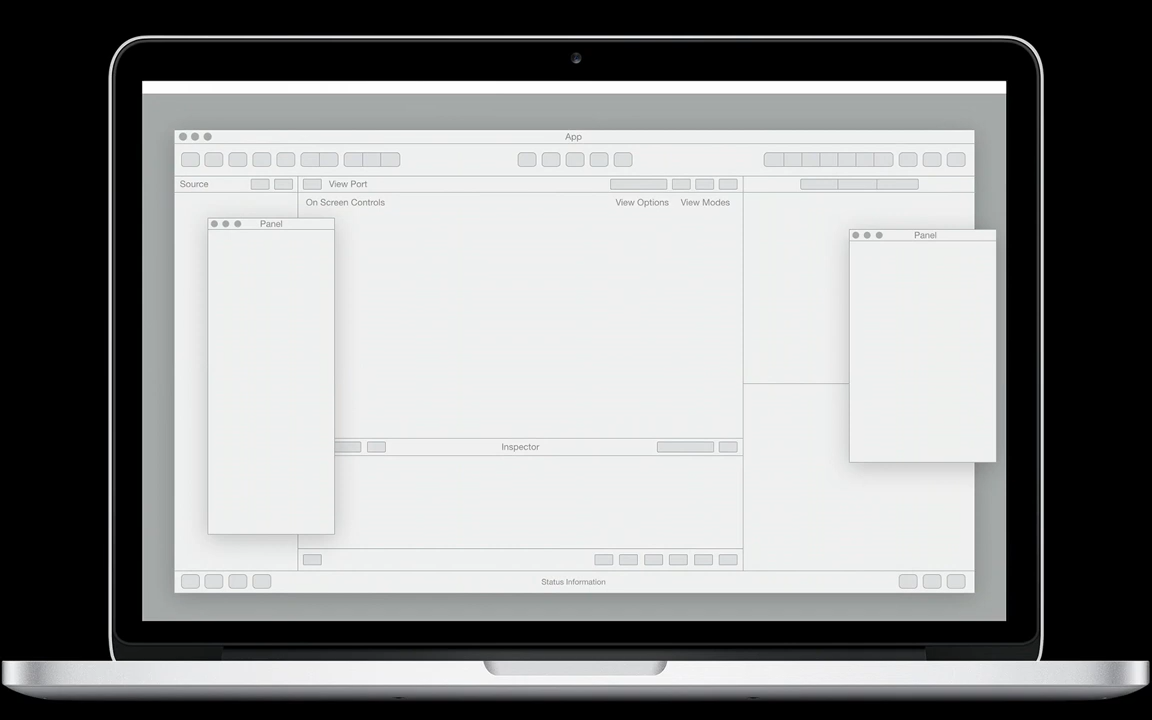 App
Source
View Port
On Screen Controls
View Options
View Modes
Panel
Panel
Inspector
Status Information